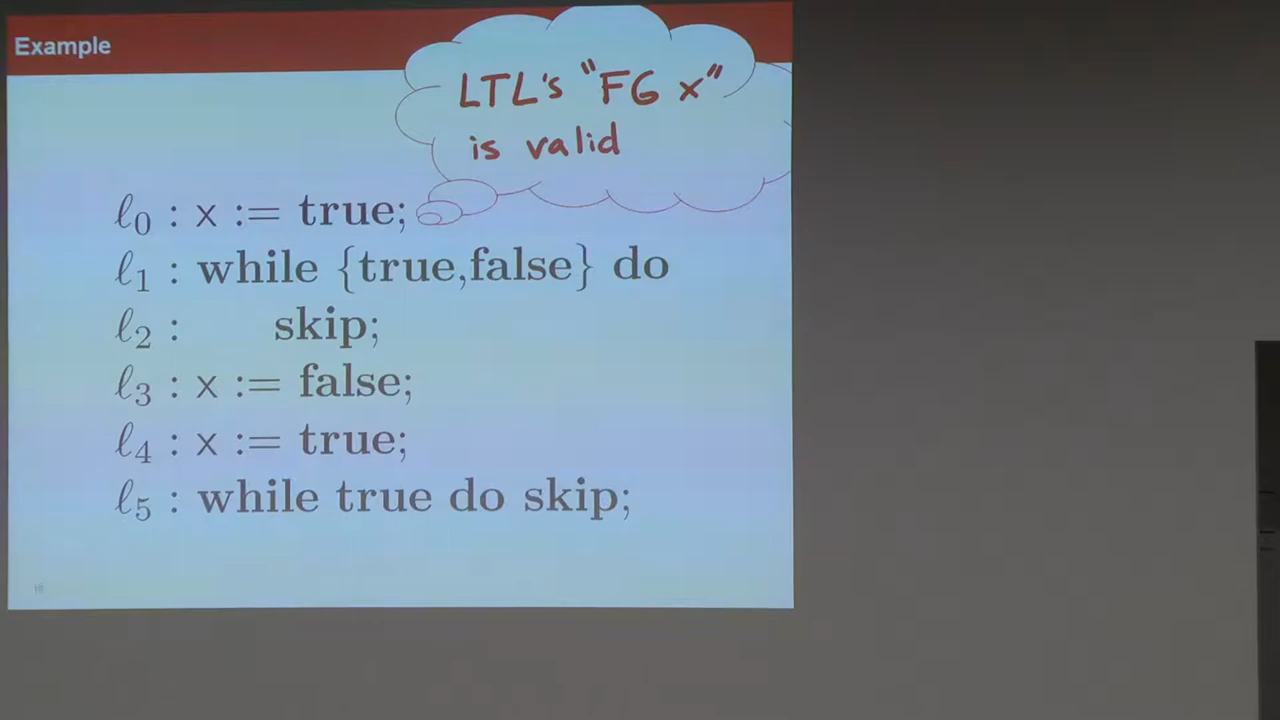 Example
LTL's "FG x"
is valid
ℓ0 : x := true;
ℓ1 : while {true,false} do
ℓ2 : skip;
ℓ3 : x := false;
ℓ4 : x := true;
ℓ5 : while true do skip;